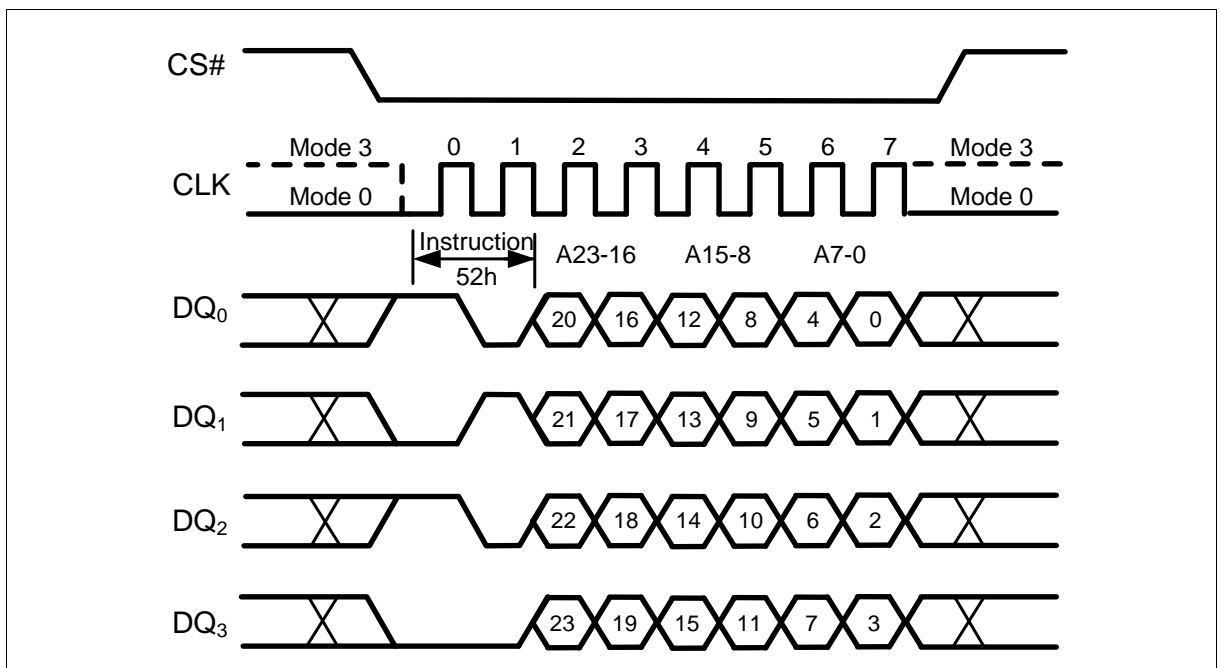 CS#
Mode 3 0 1 2 3 4 5 6 7 Mode 3
CLK
Mode 0 Mode 0
Instruction A23-16 A15-8 A7-0
52h
DQ0 20 16 12 8 4 0
DQ1 21 17 13 9 5 1
DQ2 22 18 14 10 6 2
DQ3 23 19 15 11 7 3